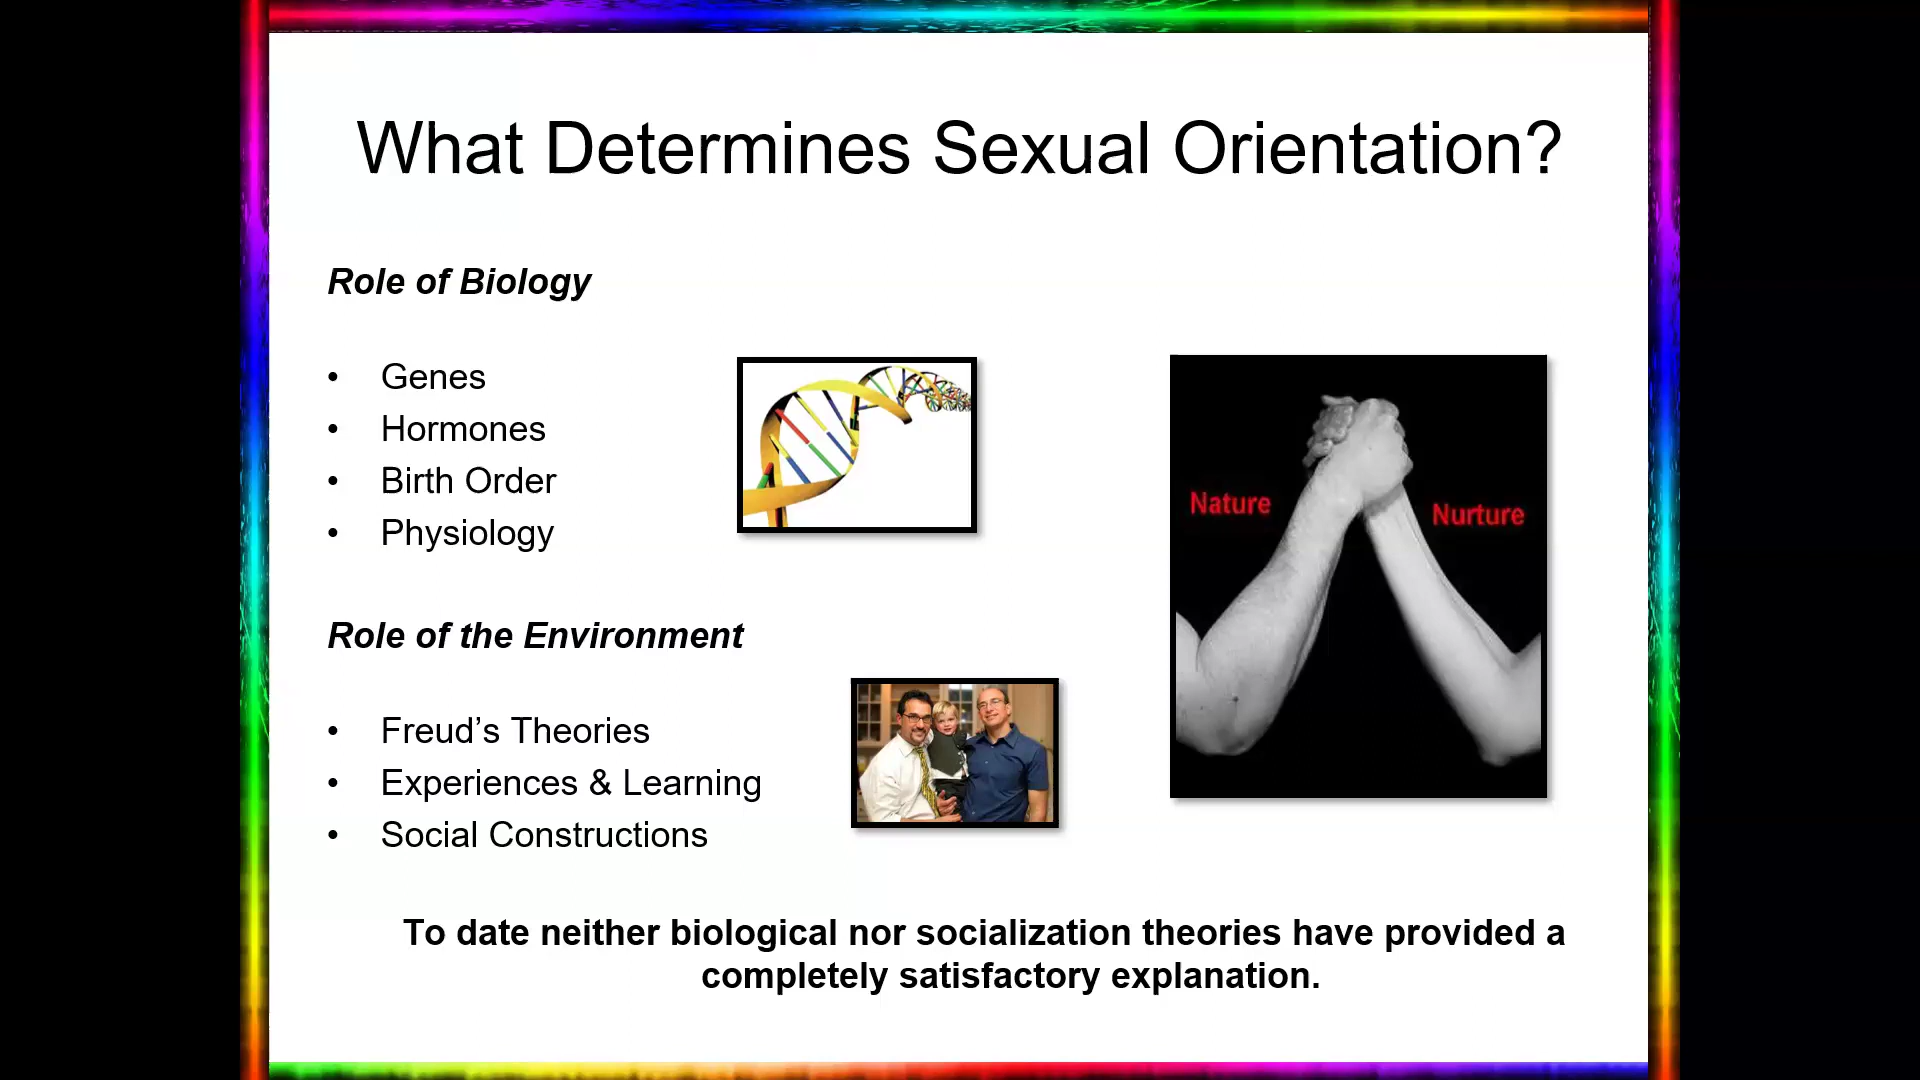 What Determines Sexual Orientation?
Role of Biology
• Genes
• Hormones
• Birth Order
• Physiology
Nature
Nurture
Role of the Environment
• Freud’s Theories
• Experiences & Learning
• Social Constructions
To date neither biological nor socialization theories have provided a
completely satisfactory explanation.